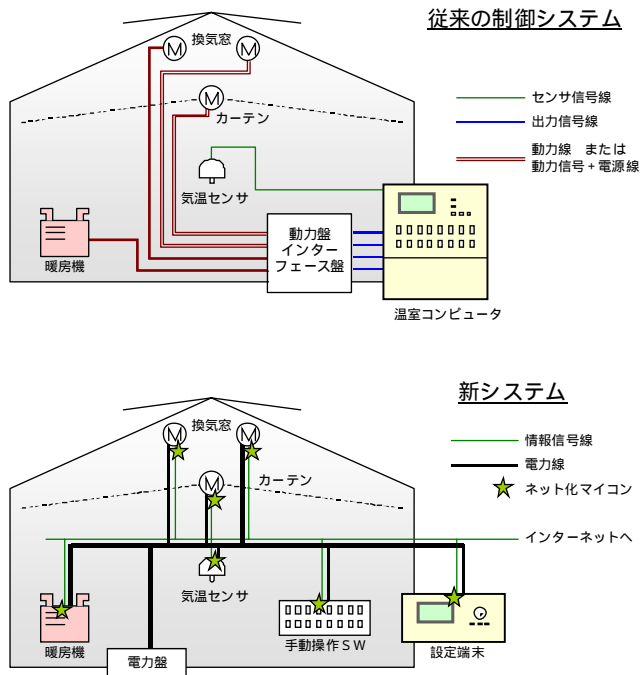 従来の制御システム
換気窓
M
M
M
カーテン
センサ信号線
出力信号線
動力線 または
動力信号+電源線
気温センサ
動力盤
インター
フェース盤
暖房機
温室コンピュータ
新システム
換気窓
M
M
M
カーテン
情報信号線
電力線
ネット化マイコン
インターネットへ
気温センサ
暖房機
電力盤
手動操作SW
設定端末